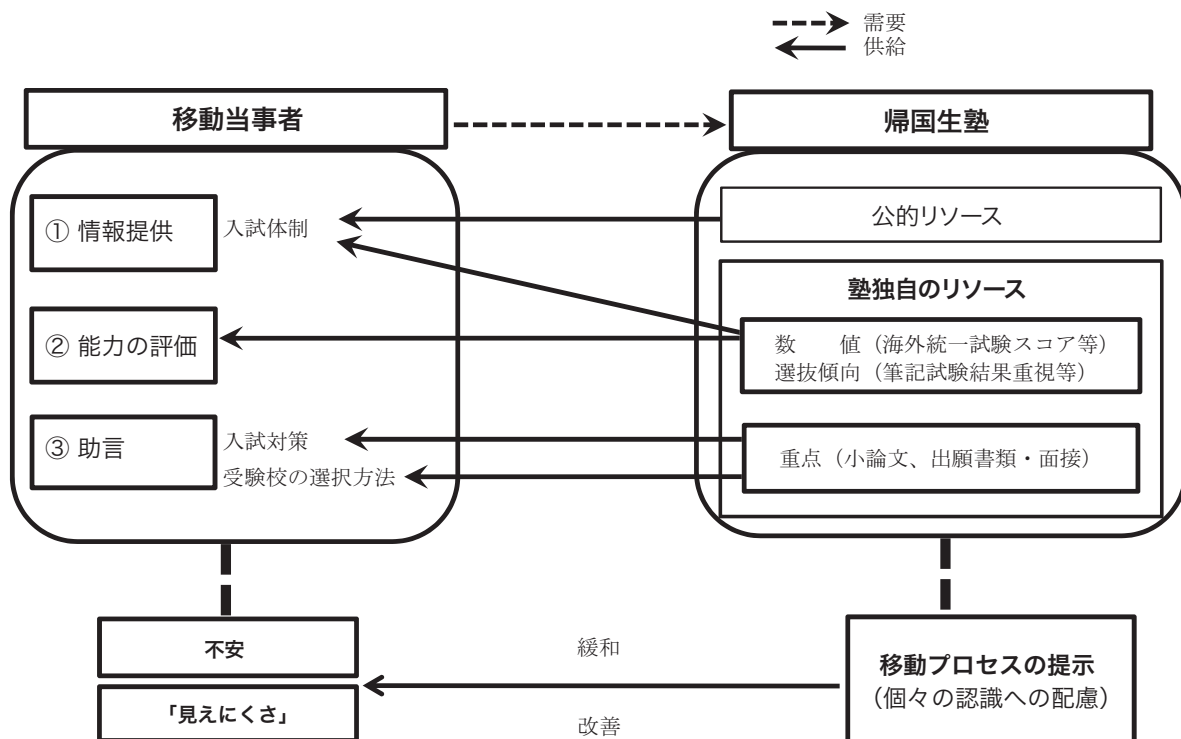 需要
供給
移動当事者
帰国生塾
① 情報提供
入試体制
公的リソース
塾独自のリソース
② 能力の評価
数　　値（海外統一試験スコア等）
選抜傾向（筆記試験結果重視等）
③ 助言
入試対策
受験校の選択方法
重点（小論文、出願書類・面接）
不安
「見えにくさ」
緩和
改善
移動プロセスの提示
（個々の認識への配慮）